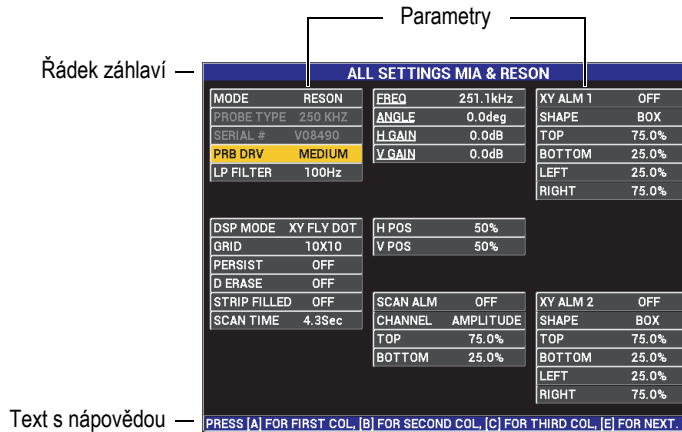 Parametry
Řádek záhlaví
ALL SETTINGS MIA & RESON
MODE RESON
PROBE TYPE 250 KHZ
SERIAL # V08490
PRB DRV MEDIUM
LP FILTER 100Hz
FREQ 251.1kHz
ANGLE 0.0deg
H GAIN 0.0dB
V GAIN 0.0dB
XY ALM 1 OFF
SHAPE BOX
TOP 75.0%
BOTTOM 25.0%
LEFT 25.0%
RIGHT 75.0%
DSP MODE XY FLY DOT
GRID 10X10
PERSIST OFF
D ERASE OFF
STRIP FILLED OFF
SCAN TIME 4.3Sec
H POS 50%
V POS 50%
SCAN ALM OFF
CHANNEL AMPLITUDE
TOP 75.0%
BOTTOM 25.0%
XY ALM 2 OFF
SHAPE BOX
TOP 75.0%
BOTTOM 25.0%
LEFT 25.0%
RIGHT 75.0%
Text s nápovědou
PRESS [A] FOR FIRST COL, [B] FOR SECOND COL, [C] FOR THIRD COL, [E] FOR NEXT.